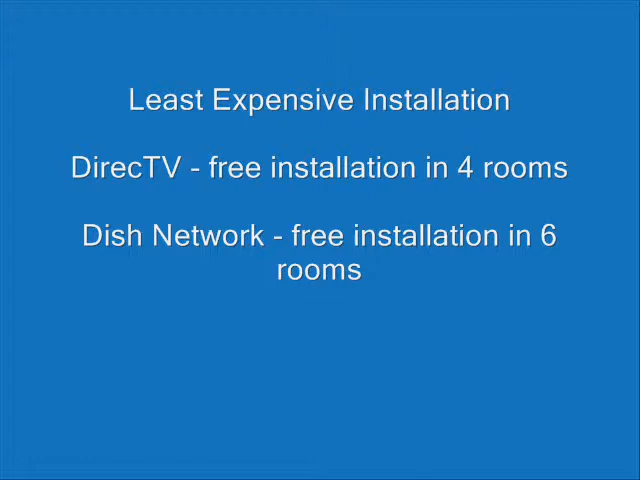 Least Expensive Installation
DirecTV - free installation in 4 rooms
Dish Network - free installation in 6
rooms